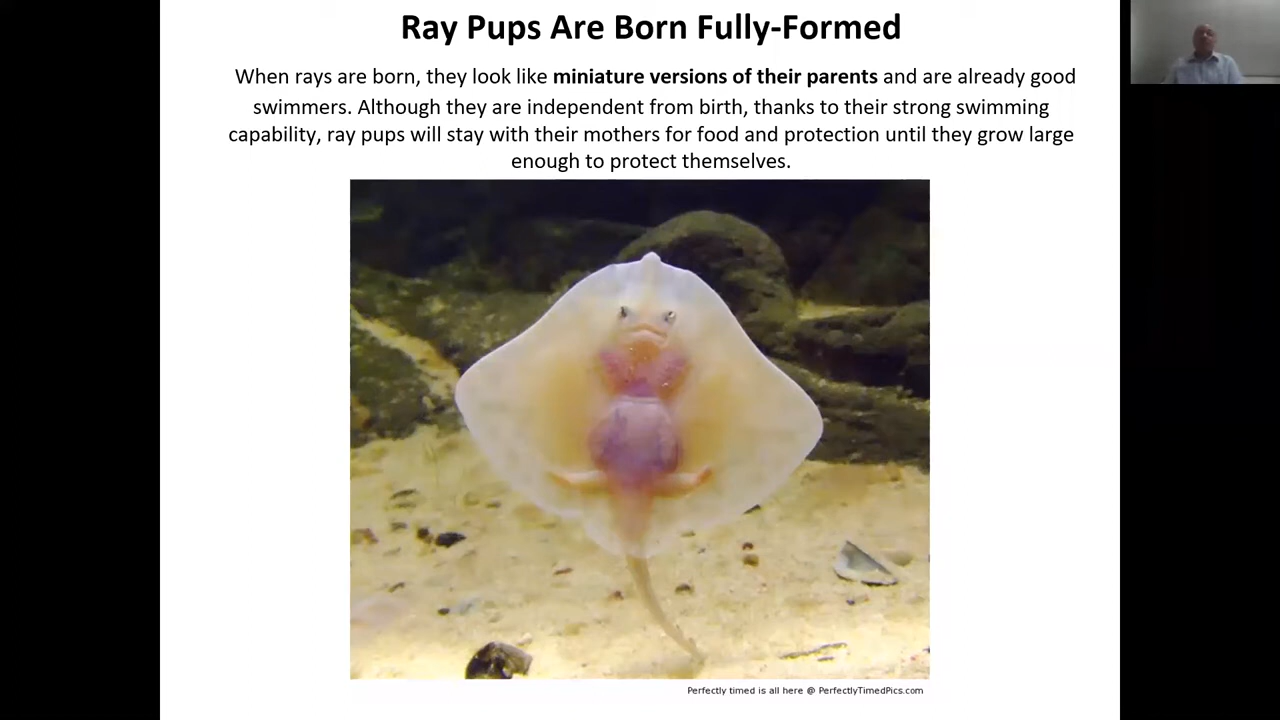 Ray Pups Are Born Fully-Formed
When rays are born, they look like miniature versions of their parents and are already good
swimmers. Although they are independent from birth, thanks to their strong swimming
capability, ray pups will stay with their mothers for food and protection until they grow large
enough to protect themselves.
Perfectly timed is all here @ PerfectlyTimedPics.com